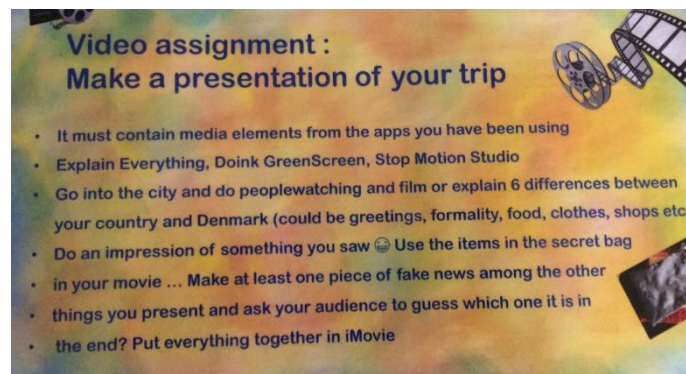 Video assignment :
Make a presentation of your trip
• It must contain media elements from the apps you have been using
• Explain Everything, Doink GreenScreen, Stop Motion Studio
• Go into the city and do peoplewatching and film or explain 6 differences between
your country and Denmark (could be greetings, formality, food, clothes, shops etc
• Do an impression of something you saw 😀 Use the items in the secret bag
• in your movie ... Make at least one piece of fake news among the other
• things you present and ask your audience to guess which one it is in
• the end? Put everything together in iMovie